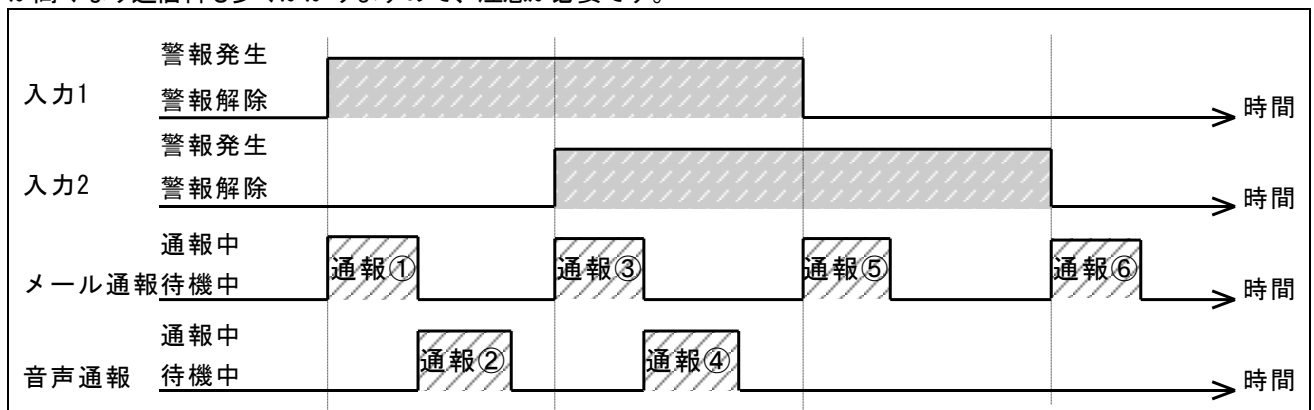 警報発生
入力1
警報解除
時間
警報発生
入力2
警報解除
時間
通報中
通報① 通報③ 通報⑤ 通報⑥
メール通報待機中
時間
通報中
通報② 通報④
音声通報 待機中
時間